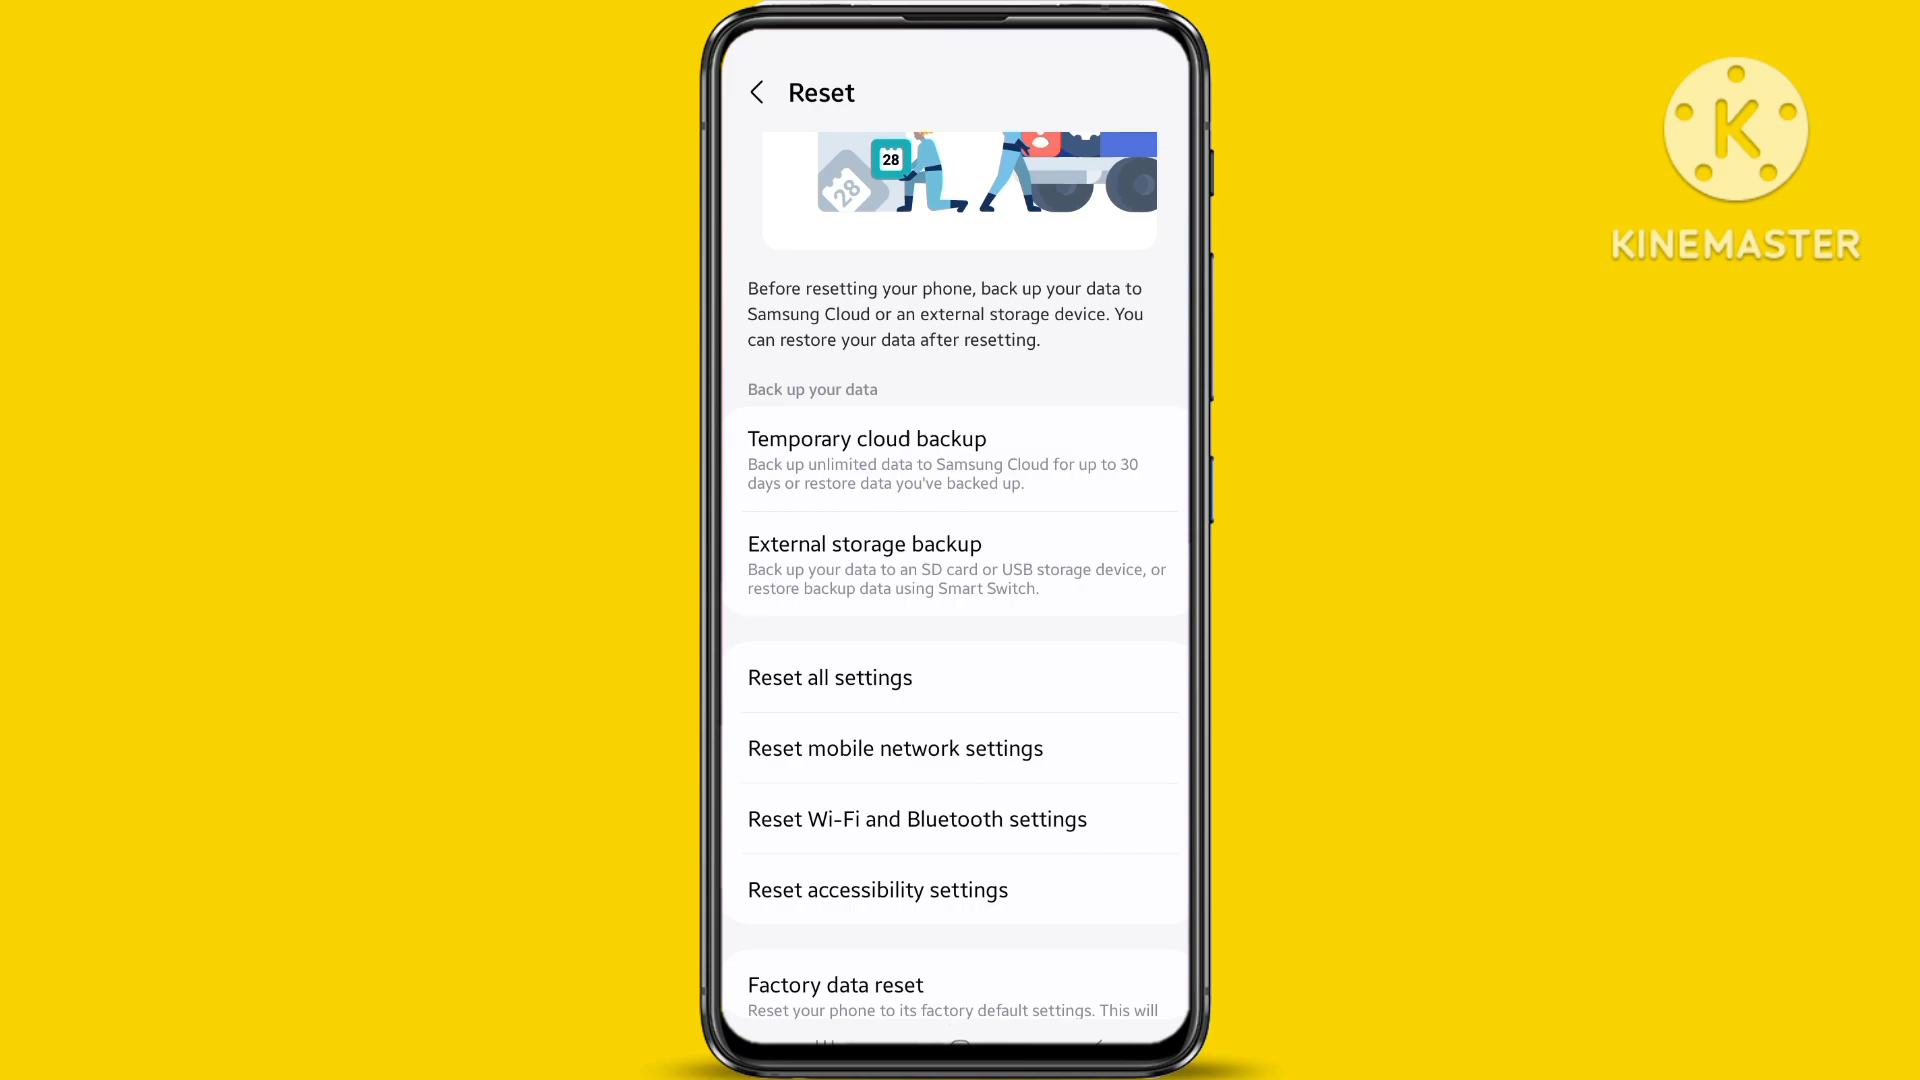 Reset
28
28
Before resetting your phone, back up your data to
Samsung Cloud or an external storage device. You
can restore your data after resetting.
Back up your data
Temporary cloud backup
Back up unlimited data to Samsung Cloud for up to 30
days or restore data you've backed up.
External storage backup
Back up your data to an SD card or USB storage device, or
restore backup data using Smart Switch.
Reset all settings
Reset mobile network settings
Reset Wi-Fi and Bluetooth settings
Reset accessibility settings
Factory data reset
Reset your phone to its factory default settings. This will
K
KINEMASTER